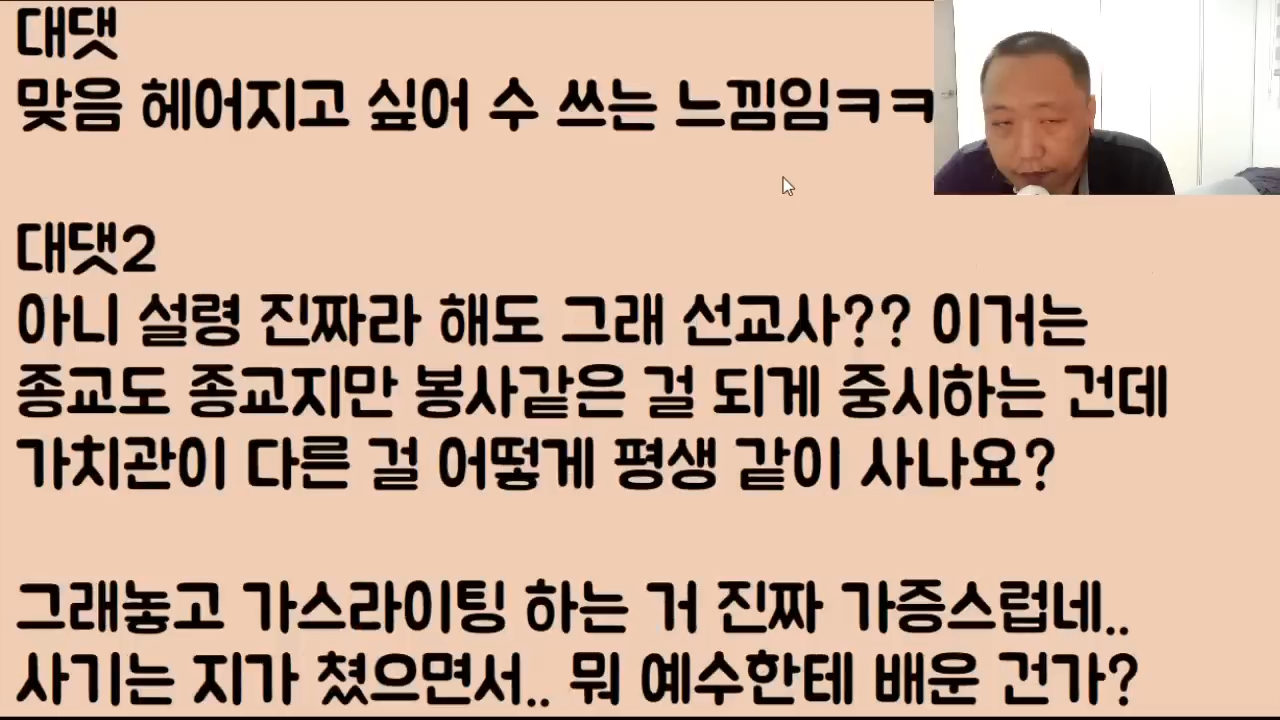 대댓
맞음 헤어지고 싶어 수 쓰는 느낌임ㅋㅋ
대댓2
아니 설령 진짜라 해도 그래 선교사?? 이거는
종교도 종교지만 봉사같은 걸 되게 중시하는 건데
가치관이 다른 걸 어떻게 평생 같이 사나요?
그래놓고 가스라이팅 하는 거 진짜 가증스럽네..
사기는 지가 쳤으면서.. 뭐 예수한테 배운 건가?